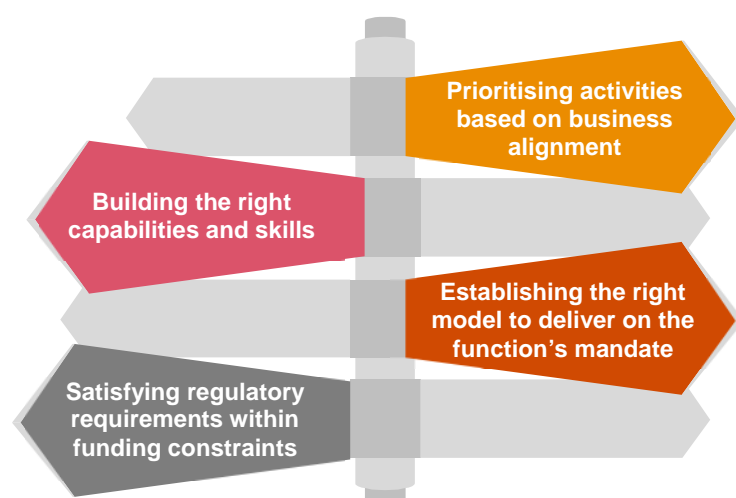 Prioritising activities
based on business
alignment
Building the right
capabilities and skills
Establishing the right
model to deliver on the
function’s mandate
Satisfying regulatory
requirements within
funding constraints